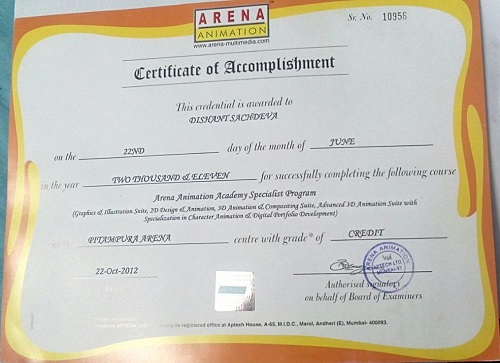 ARENA
ANIMATION
www.arena-multimedia.com
Sr. No. 10956
Certificate of Accomplishment
This credential is awarded to
DISHANT SACHDEVA
on the 22ND day of the month of JUNE
in the year TWO THOUSAND & ELEVEN for successfully completing the following course
Arena Animation Academy Specialist Program
(Graphics & Illustration Suite, 2D Design & Animation, 3D Animation & Compositing Suite, Advanced 3D Animation Suite with
Specialization in Character Animation & Digital Portfolio Development)
PITAMPURA ARENA centre with grade* of CREDIT
22-Oct-2012
ARENA ANIMATION
Authorised signatory
on behalf of Board of Examiners
its registered office at Aptech House, A-65, M.I.D.C., Marol, Andheri (E), Mumbai- 400093.